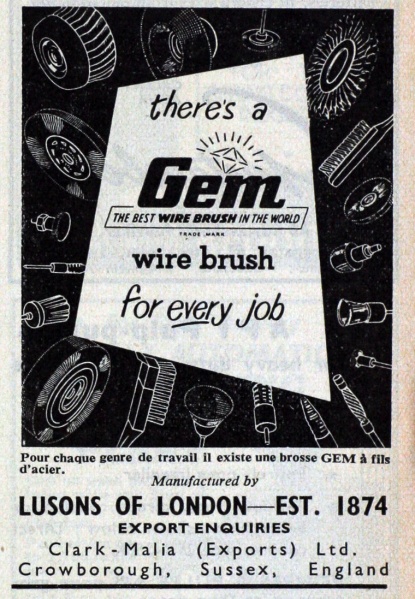 there's a
Gem
THE BEST WIRE BRUSH IN THE WORLD
TRADE MARK
wire brush
for every job
Pour chaque genre de travail il existe une brosse GEM à fils
d'acier.
Manufactured by
LUSONS OF LONDON—EST. 1874
EXPORT ENQUIRIES
Clark-Malia (Exports) Ltd.
Crowborough, Sussex, England